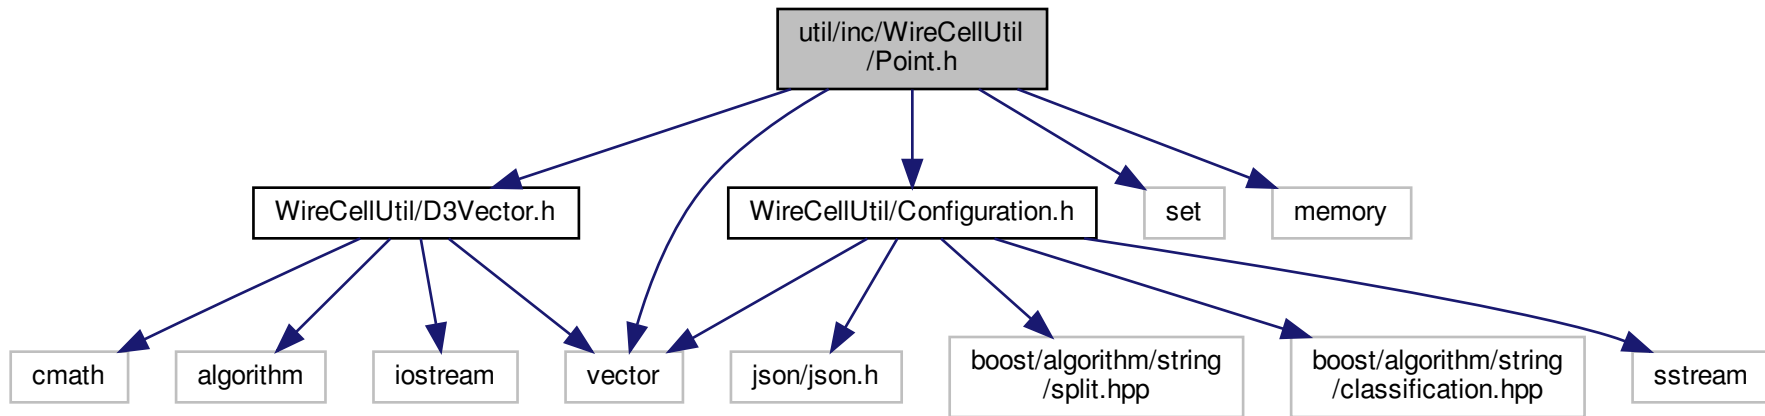 util/inc/WireCellUtil
/Point.h
WireCellUtil/D3Vector.h
WireCellUtil/Configuration.h
set
memory
cmath
algorithm
iostream
vector
json/json.h
boost/algorithm/string
/split.hpp
boost/algorithm/string
/classification.hpp
sstream